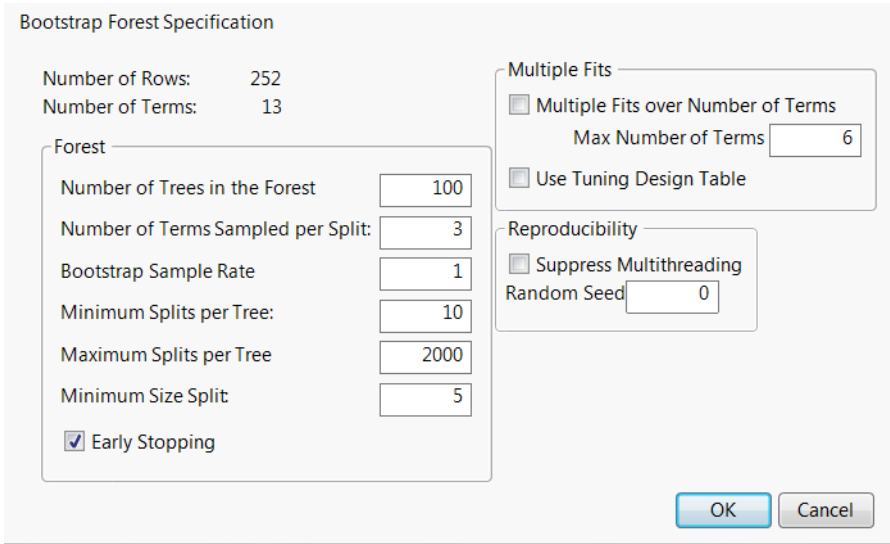 Bootstrap Forest Specification
Number of Rows: 252
Number of Terms: 13
Forest
Number of Trees in the Forest 100
Number of Terms Sampled per Split: 3
Bootstrap Sample Rate 1
Minimum Splits per Tree: 10
Maximum Splits per Tree 2000
Minimum Size Split: 5
Early Stopping
Multiple Fits
Multiple Fits over Number of Terms
Max Number of Terms 6
Use Tuning Design Table
Reproducibility
Suppress Multithreading
Random Seed 0
OK Cancel